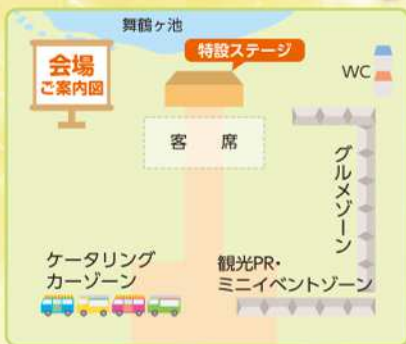 舞鶴ヶ池
会場
ご案内図
特設ステージ
WC
客　席
グルメゾーン
ケータリング
カーゾーン
観光PR・
ミニイベントゾーン